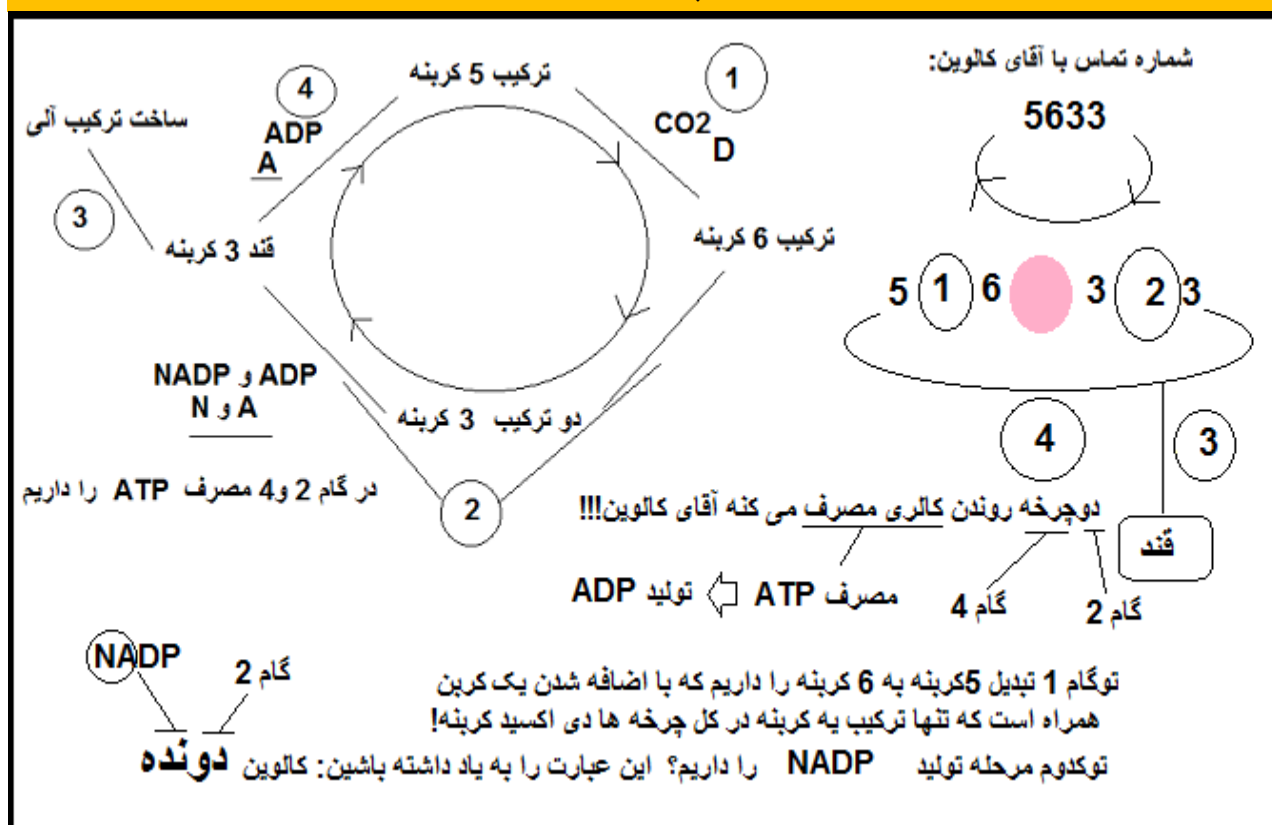 شماره تماس با آقای کالوین:
5633
5 1 6 3 2 3
4
3
قند
دوچرخه روندن کالری مصرف می کنه آقای کالوین!!!
گام 2
گام 4
مصرف ATP
تولید ADP
ترکیب 5 کربنه
1
CO2
D
ترکیب 6 کربنه
دو ترکیب 3 کربنه
2
قند 3 کربنه
3
ساخت ترکیب آلی
4
ADP
A
NADP و ADP
N و A
در گام 2 و4 مصرف ATP را داریم
توگام 1 تبدیل 5کربنه به 6 کربنه را داریم که با اضافه شدن یک کربن
همراه است که تنها ترکیب یه کربنه در کل چرخه ها دی اکسید کربنه!
توکدوم مرحله تولید NADP را داریم؟ این عبارت را به یاد داشته باشین: کالوین دونده
گام 2
NADP